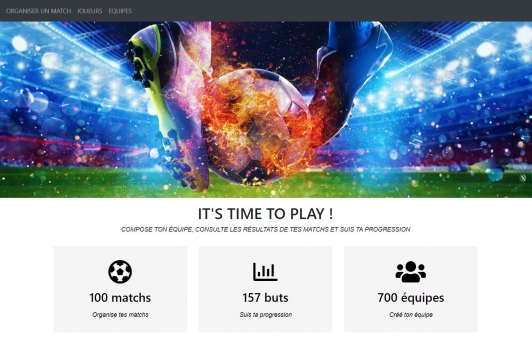 ORGANISER UN MATCH JOUEURS EQUIPES
IT'S TIME TO PLAY !
COMPOSE TON ÉQUIPE, CONSULTE LES RÉSULTATS DE TES MATCHS ET SUIS TA PROGRESSION
100 matchs
Organise tes matchs
157 buts
Suis ta progression
700 équipes
Créé ton équipe